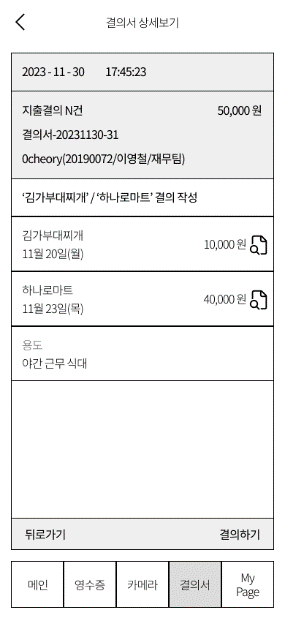 결의서 상세보기
2023 - 11 - 30 17:45:23
지출결의 N건 50,000 원
결의서-20231130-31
0cheory(20190072/이영철/재무팀)
‘김가부대찌개’ / ‘하나로마트’ 결의 작성
김가부대찌개
11월 20일(월) 10,000 원
하나로마트
11월 23일(목) 40,000 원
용도
야간 근무 식대
뒤로가기 결의하기
메인 영수증 카메라 결의서 My
Page